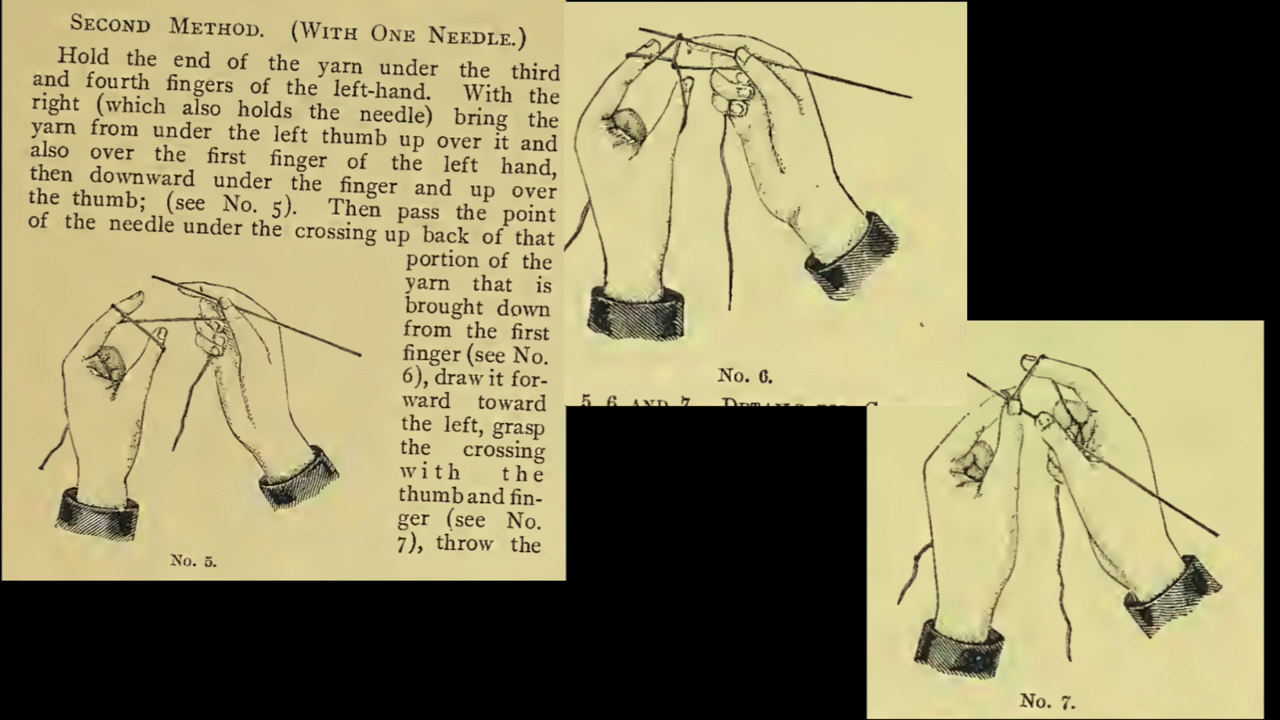 SECOND METHOD. (WITH ONE NEEDLE.)
Hold the end of the yarn under the third
and fourth fingers of the left-hand. With the
right (which also holds the needle) bring the
yarn from under the left thumb up over it and
also over the first finger of the left hand,
then downward under the finger and up over
the thumb; (see No. 5). Then pass the point
of the needle under the crossing up back of that
portion of the
yarn that is
brought down
from the first
finger (see No.
6), draw it for-
ward toward
the left, grasp
the crossing
with the
thumb and fin-
ger (see No.
7), throw the
No. 5.
No. 6.
5, 6 AND 7.
No. 7.